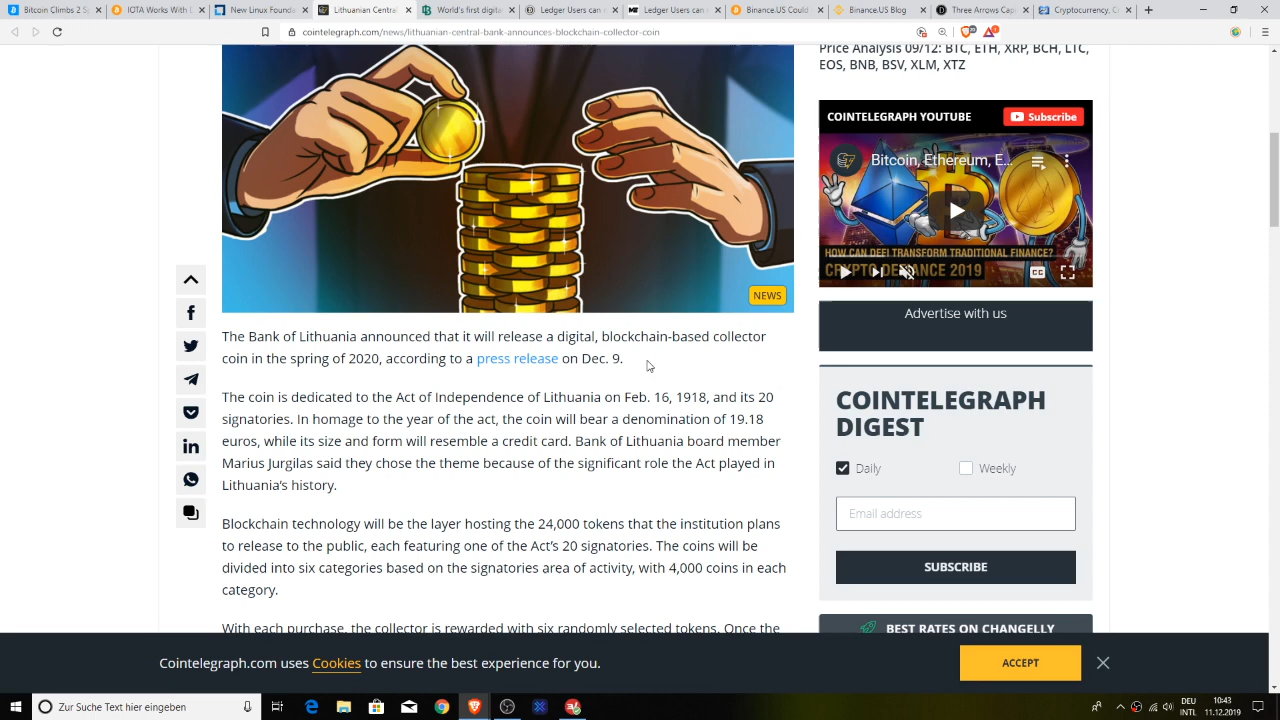 Bitcoin Climbs 2 S
IOTA Works With D
New Linux Founda
Lithuanian Central
World's first digital
Ledger Users can n
Ledger Users can n
Binance.US Could
Binance.US Blog
Three Arrows Cap
Cryptocurrency, C
cointelegraph.com/news/lithuanian-central-bank-announces-blockchain-collector-coin
Price Analysis 09/12: BTC, ETH, XRP, BCH, LTC,
EOS, BNB, BSV, XLM, XTZ
COINTELEGRAPH YOUTUBE
Subscribe
Bitcoin, Ethereum, E...
HOW CAN DEFI TRANSFORM TRADITIONAL FINANCE?
CC
NEWS
Advertise with us
The Bank of Lithuania announced that it will release a digital, blockchain-based collector
coin in the spring of 2020, according to a press release on Dec. 9.
The coin is dedicated to the Act of Independence of Lithuania on Feb. 16, 1918, and its 20
signatories. In homage to the year of the act, the coin will bear a denomination of 19.18
euros, while its size and form will resemble a credit card. Bank of Lithuania board member
Marius Jurgilas said they chose the theme because of the significant role the Act played in
Lithuania's history.
Blockchain technology will be the layer hosting the 24,000 tokens that the institution plans
to release to the public, each featuring one of the Act's 20 signatories. The coins will be
divided into six categories based on the signatories area of activity, with 4,000 coins in each
category.
With each purchase, the collector is rewarded with six randomly selected tokens. Once the
COINTELEGRAPH
DIGEST
Daily
Weekly
Email address
SUBSCRIBE
BEST RATES ON CHANGELLY
Cointelegraph.com uses Cookies to ensure the best experience for you.
ACCEPT
Zur Suche Text hier eingeben
DEU
INTL
10:43
11.12.2019